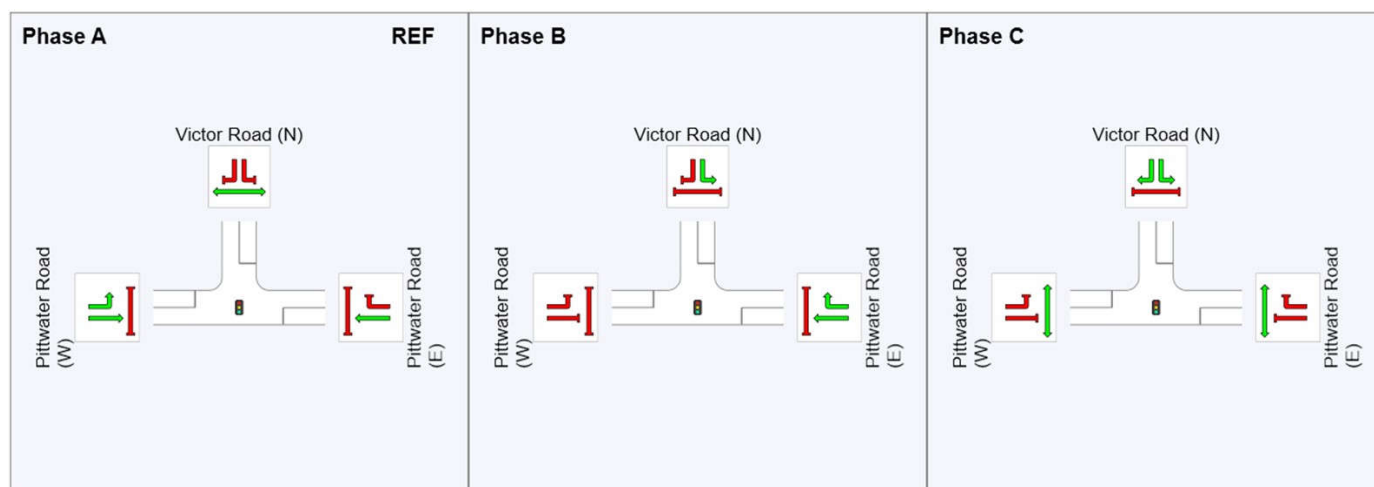 Phase A
REF
Victor Road (N)
Pittwater Road
(W)
Pittwater Road
(E)
Phase B
Victor Road (N)
Pittwater Road
(W)
Pittwater Road
(E)
Phase C
Victor Road (N)
Pittwater Road
(W)
Pittwater Road
(E)